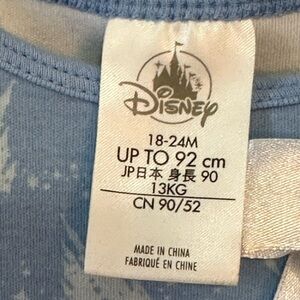 Disney
18-24M
UP TO 92 cm
JP日本 身長 90
13KG
CN 90/52
MADE IN CHINA
FABRIQUÉ EN CHINE